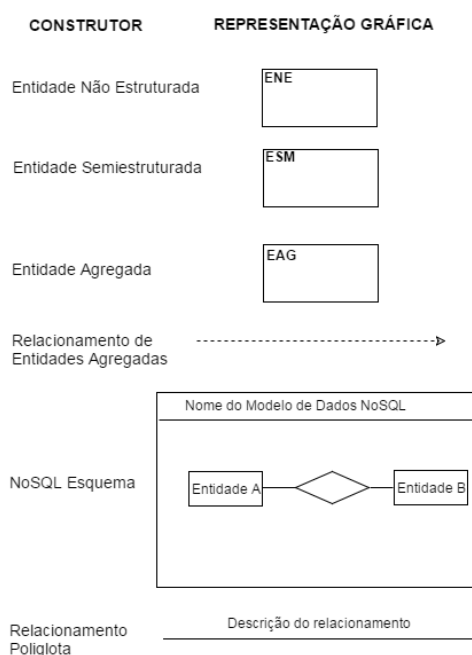 CONSTRUTOR REPRESENTAÇÃO GRÁFICA
Entidade Não Estruturada
ENE
Entidade Semiestruturada
ESM
Entidade Agregada
EAG
Relacionamento de
Entidades Agregadas
NoSQL Esquema
Nome do Modelo de Dados NoSQL
Entidade A
Entidade B
Relacionamento
Poliglota
Descrição do relacionamento